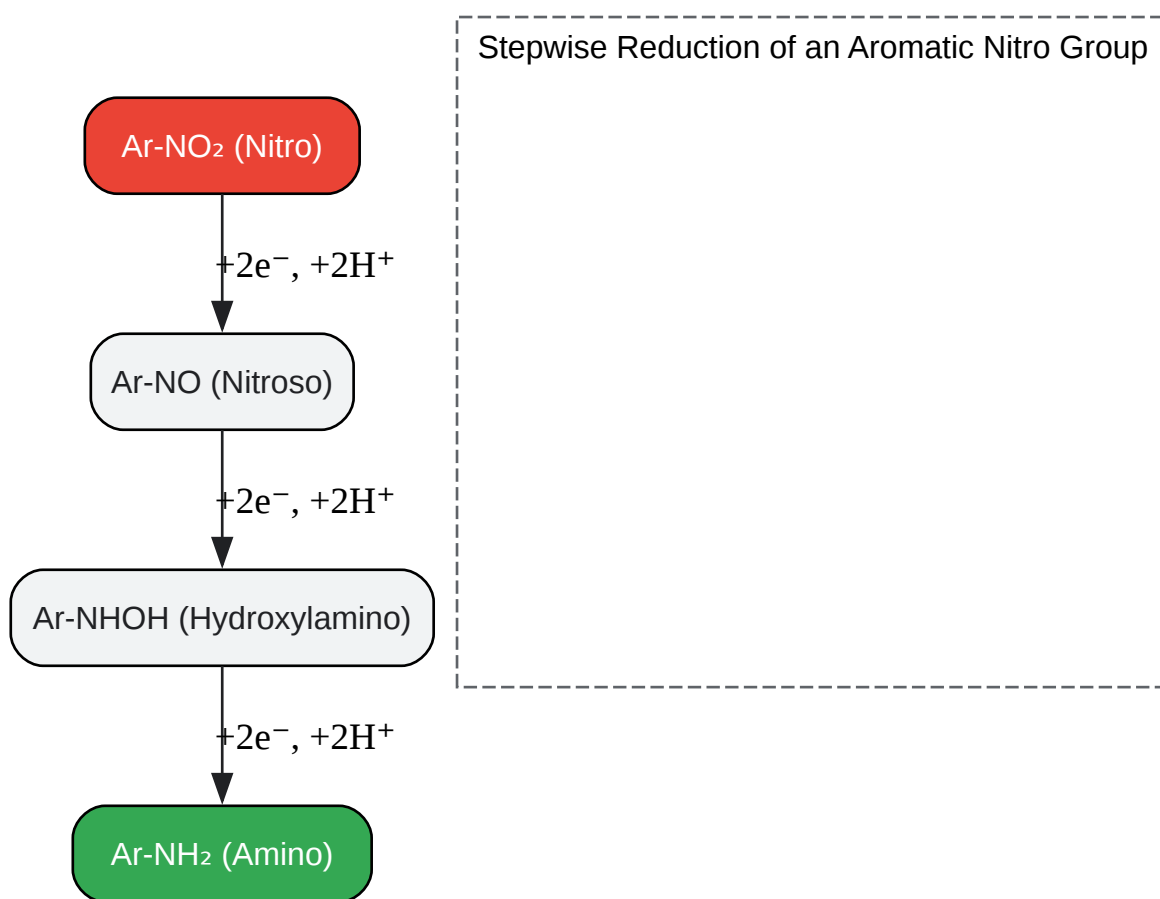 Stepwise Reduction of an Aromatic Nitro Group
Ar-NO₂ (Nitro)
+2e⁻, +2H⁺
Ar-NO (Nitroso)
+2e⁻, +2H⁺
Ar-NHOH (Hydroxylamino)
+2e⁻, +2H⁺
Ar-NH₂ (Amino)